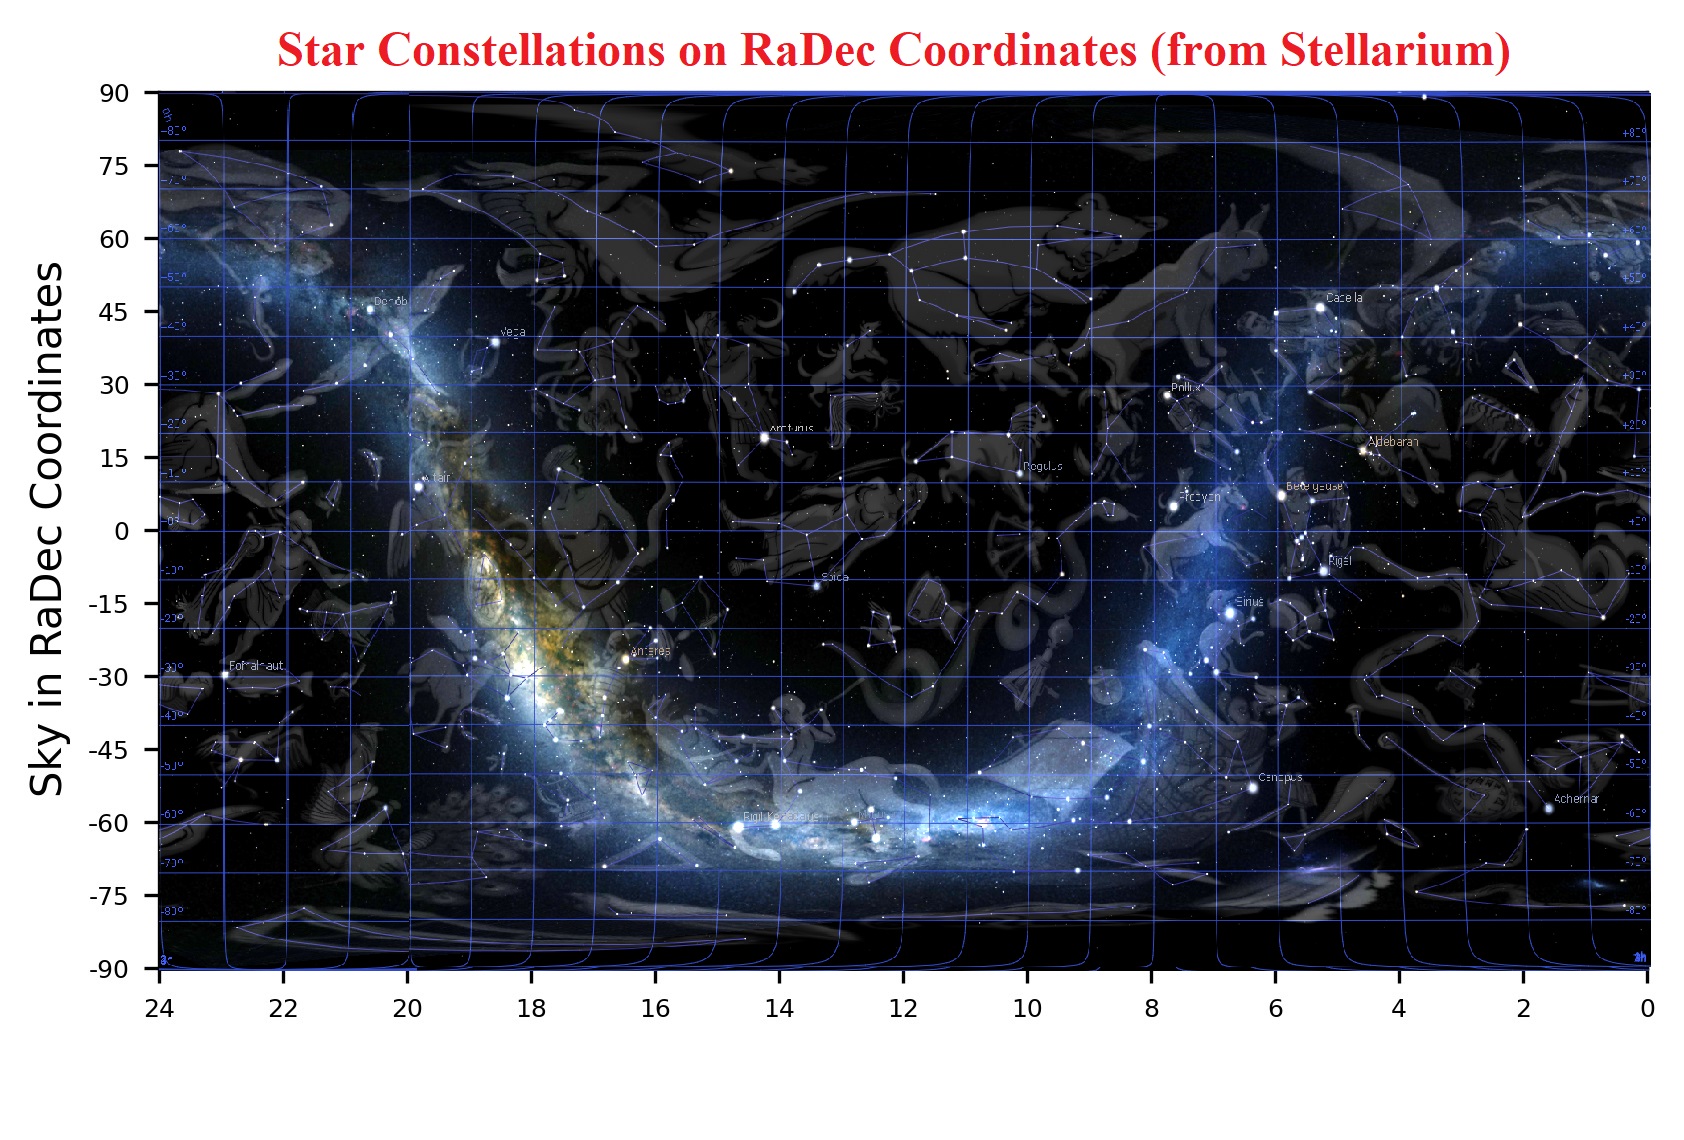 Star Constellations on RaDec Coordinates (from Stellarium)
Sky in RaDec Coordinates
90
75
60
45
30
15
0
-15
-30
-45
-60
-75
-90
24
22
20
18
16
14
12
10
8
6
4
2
0
Capella
Pollux
Arcturus
Aldebaran
Regulus
Altair
Procyon
Betelgeuse
Spica
Rigel
Sirius
Antares
Fomalhaut
Canopus
Achernar